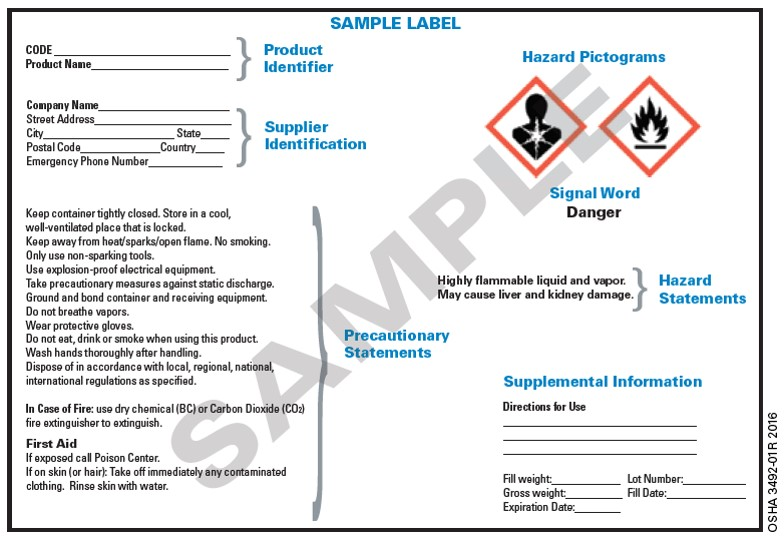 SAMPLE LABEL
CODE
Product Name
Product
Identifier
Company Name
Street Address
City State
Postal Code Country
Emergency Phone Number
Supplier
Identification
Hazard Pictograms
Signal Word
Danger
Keep container tightly closed. Store in a cool,
well-ventilated place that is locked.
Keep away from heat/sparks/open flame. No smoking.
Only use non-sparking tools.
Use explosion-proof electrical equipment.
Take precautionary measures against static discharge.
Ground and bond container and receiving equipment.
Do not breathe vapors.
Wear protective gloves.
Do not eat, drink or smoke when using this product.
Wash hands thoroughly after handling.
Dispose of in accordance with local, regional, national,
international regulations as specified.
In Case of Fire: use dry chemical (BC) or Carbon Dioxide (CO₂)
fire extinguisher to extinguish.
First Aid
If exposed call Poison Center.
If on skin (or hair): Take off immediately any contaminated
clothing. Rinse skin with water.
Precautionary
Statements
Highly flammable liquid and vapor.
May cause liver and kidney damage.
Hazard
Statements
Supplemental Information
Directions for Use
Fill weight: Lot Number:
Gross weight: Fill Date:
Expiration Date:
SAMPLE
OSHA 3492-01R 2016